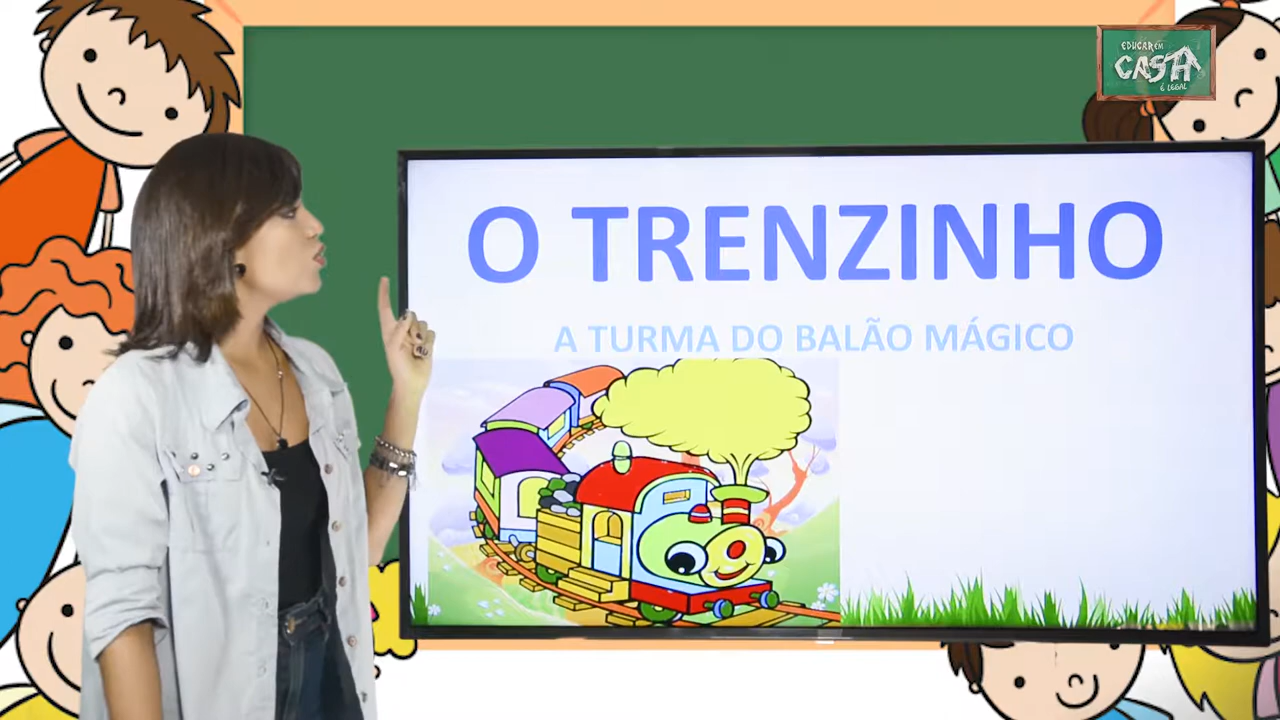 EDUCAR EM
CASA
É LEGAL
O TRENZINHO
A TURMA DO BALÃO MÁGICO